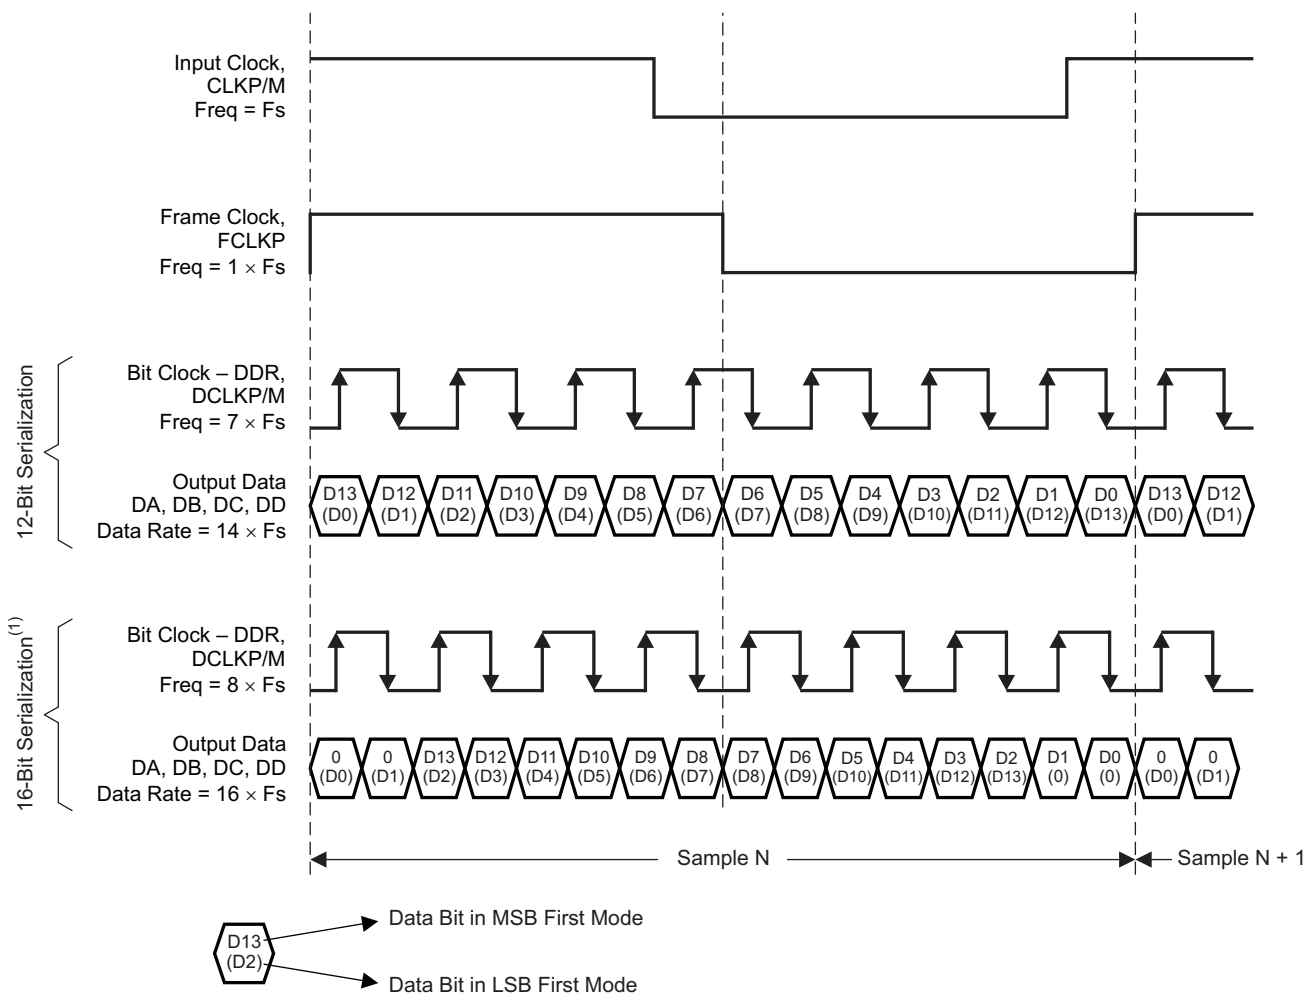 Input Clock,
CLKP/M
Freq = Fs
Frame Clock,
FCLKP
Freq = 1 × Fs
12-Bit Serialization
Bit Clock – DDR,
DCLKP/M
Freq = 7 × Fs
Output Data
DA, DB, DC, DD
Data Rate = 14 × Fs
D13 D12 D11 D10 D9 D8 D7 D6 D5 D4 D3 D2 D1 D0 D13 D12
(D0) (D1) (D2) (D3) (D4) (D5) (D6) (D7) (D8) (D9) (D10) (D11) (D12) (D13) (D0) (D1)
16-Bit Serialization(1)
Bit Clock – DDR,
DCLKP/M
Freq = 8 × Fs
Output Data
DA, DB, DC, DD
Data Rate = 16 × Fs
0 0 D13 D12 D11 D10 D9 D8 D7 D6 D5 D4 D3 D2 D1 D0 0 0
(D0) (D1) (D2) (D3) (D4) (D5) (D6) (D7) (D8) (D9) (D10) (D11) (D12) (D13) (0) (0) (D0) (D1)
Sample N
Sample N + 1
D13
(D2)
Data Bit in MSB First Mode
Data Bit in LSB First Mode